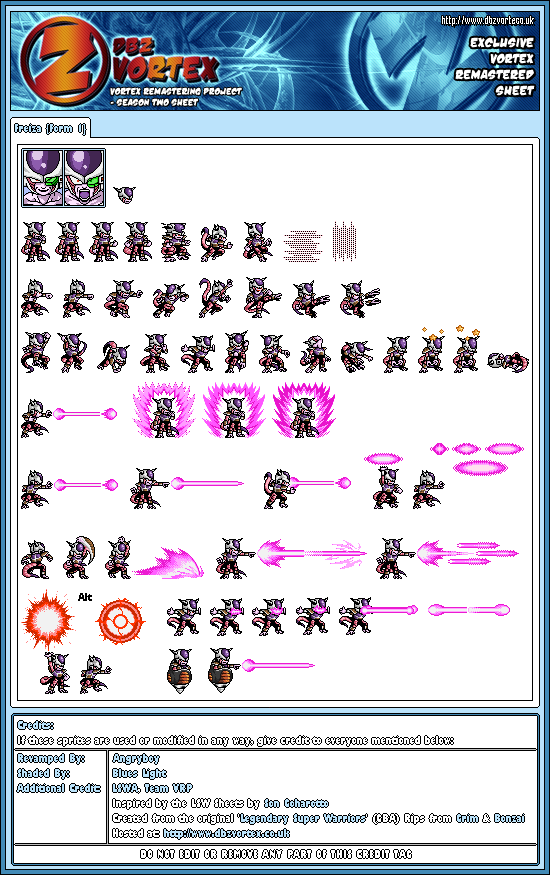 http://www.dbzvorteco.uk
DBZ
VORTEX
VORTEX REMASTERING PROJECT
- SEASON TWO SHEET
EXCLUSIVE
VORTEX
REMASTERED
SHEET
Freiza {Form 1}
Alt
Credits:
If these sprites are used or modified in any way, give credit to everyone mentioned below:
Revamped By: Angryboy
Shaded By: Blues Light
Additional Credit: LSWA, Team VRP
Inspired by the LSW Sheets by Son Goharotto
Created from the original 'Legendary Super Warriors' (GBA) Rips from Grim & Bonzai
Hosted at: http://www.dbzvortex.co.uk
DO NOT EDIT OR REMOVE ANY PART OF THIS CREDIT TAG